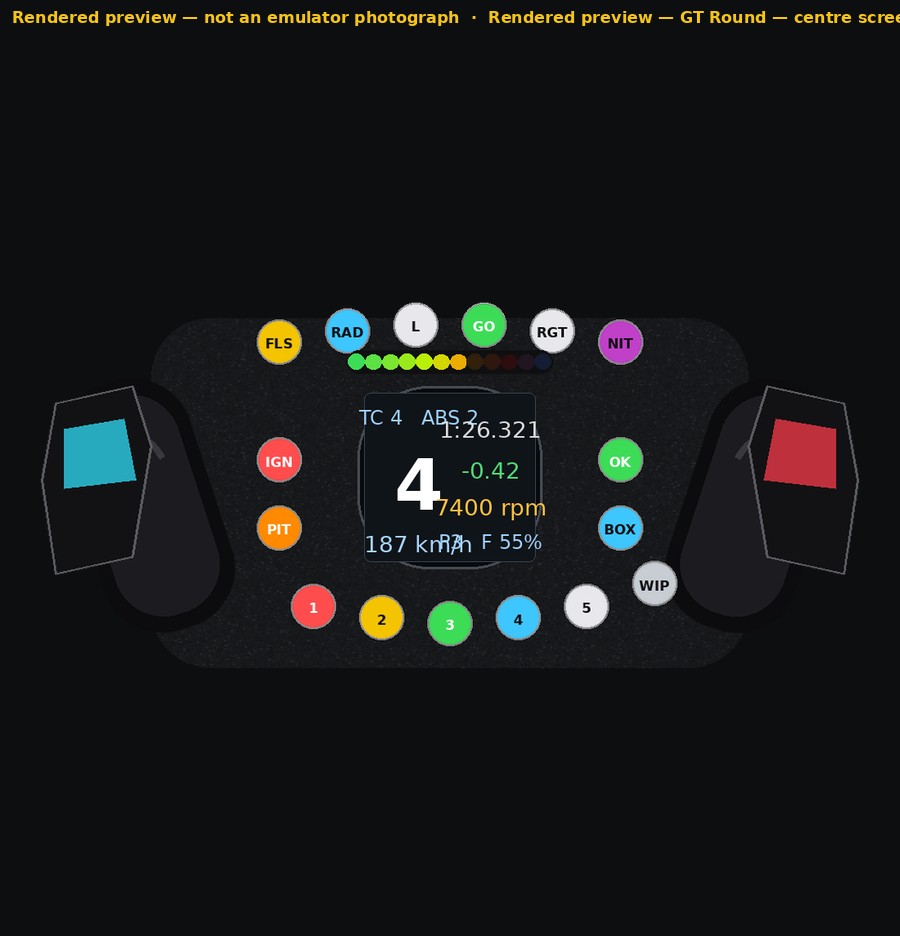 Rendered preview — not an emulator photograph · Rendered preview — GT Round — centre scree
FLS RAD L GO RGT NIT
TC 4 ABS 2
1:26.321
IGN 4 -0.42 OK
7400 rpm
PIT BOX
187 km/h P3 F 55%
WIP
1 2 3 4 5